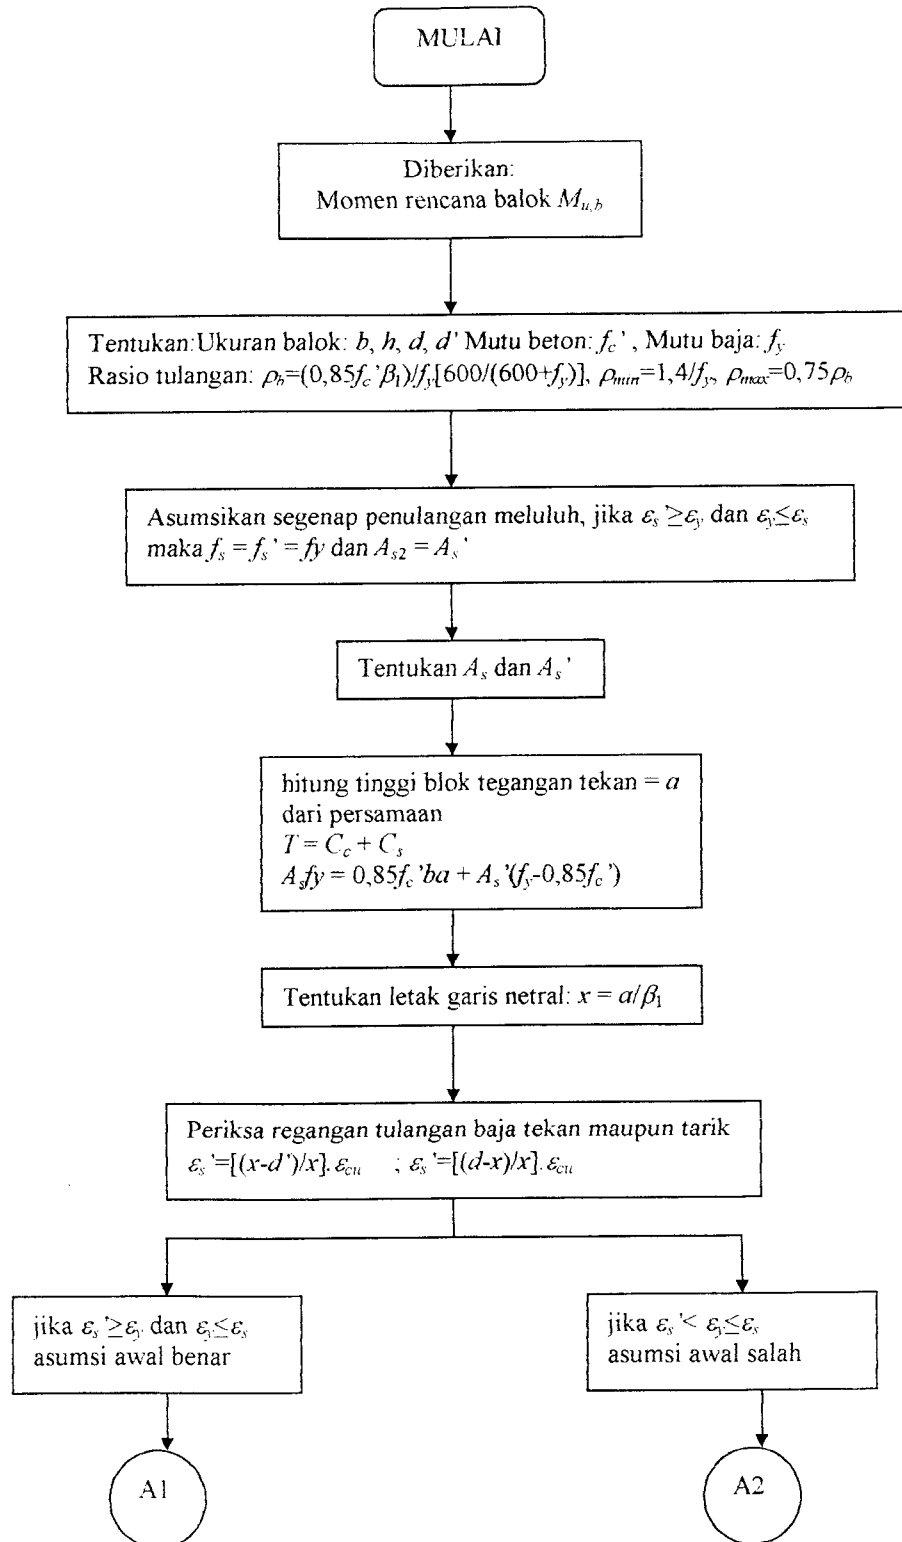 MULAI
Diberikan:
Momen rencana balok M_{u,b}
Tentukan:Ukuran balok: b, h, d, d' Mutu beton: f_c' , Mutu baja: f_y
Rasio tulangan: ρ_b=(0,85f_c'β_1)/f_y[600/(600+f_y)], ρ_min=1,4/f_y, ρ_max=0,75ρ_b
Asumsikan segenap penulangan meluluh, jika ε_s'≥ε_y dan ε_y≤ε_s
maka f_s = f_s' = fy dan A_{s2} = A_s'
Tentukan A_s dan A_s'
hitung tinggi blok tegangan tekan = a
dari persamaan
T = C_c + C_s
A_sfy = 0,85f_c'ba + A_s'(f_y-0,85f_c')
Tentukan letak garis netral: x = a/β_1
Periksa regangan tulangan baja tekan maupun tarik
ε_s'=[(x-d')/x].ε_cu ; ε_s'=[(d-x)/x].ε_cu
jika ε_s'≥ε_y dan ε_y≤ε_s
asumsi awal benar
jika ε_s'< ε_y≤ε_s
asumsi awal salah
A1
A2